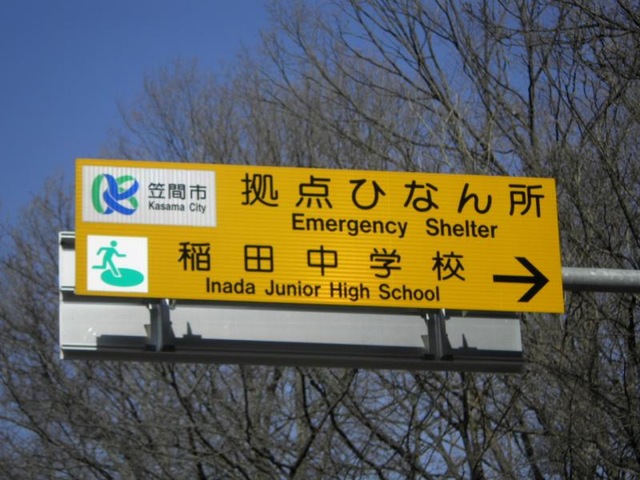 笠間市
Kasama City
拠点ひなん所
Emergency Shelter
稲田中学校
Inada Junior High School